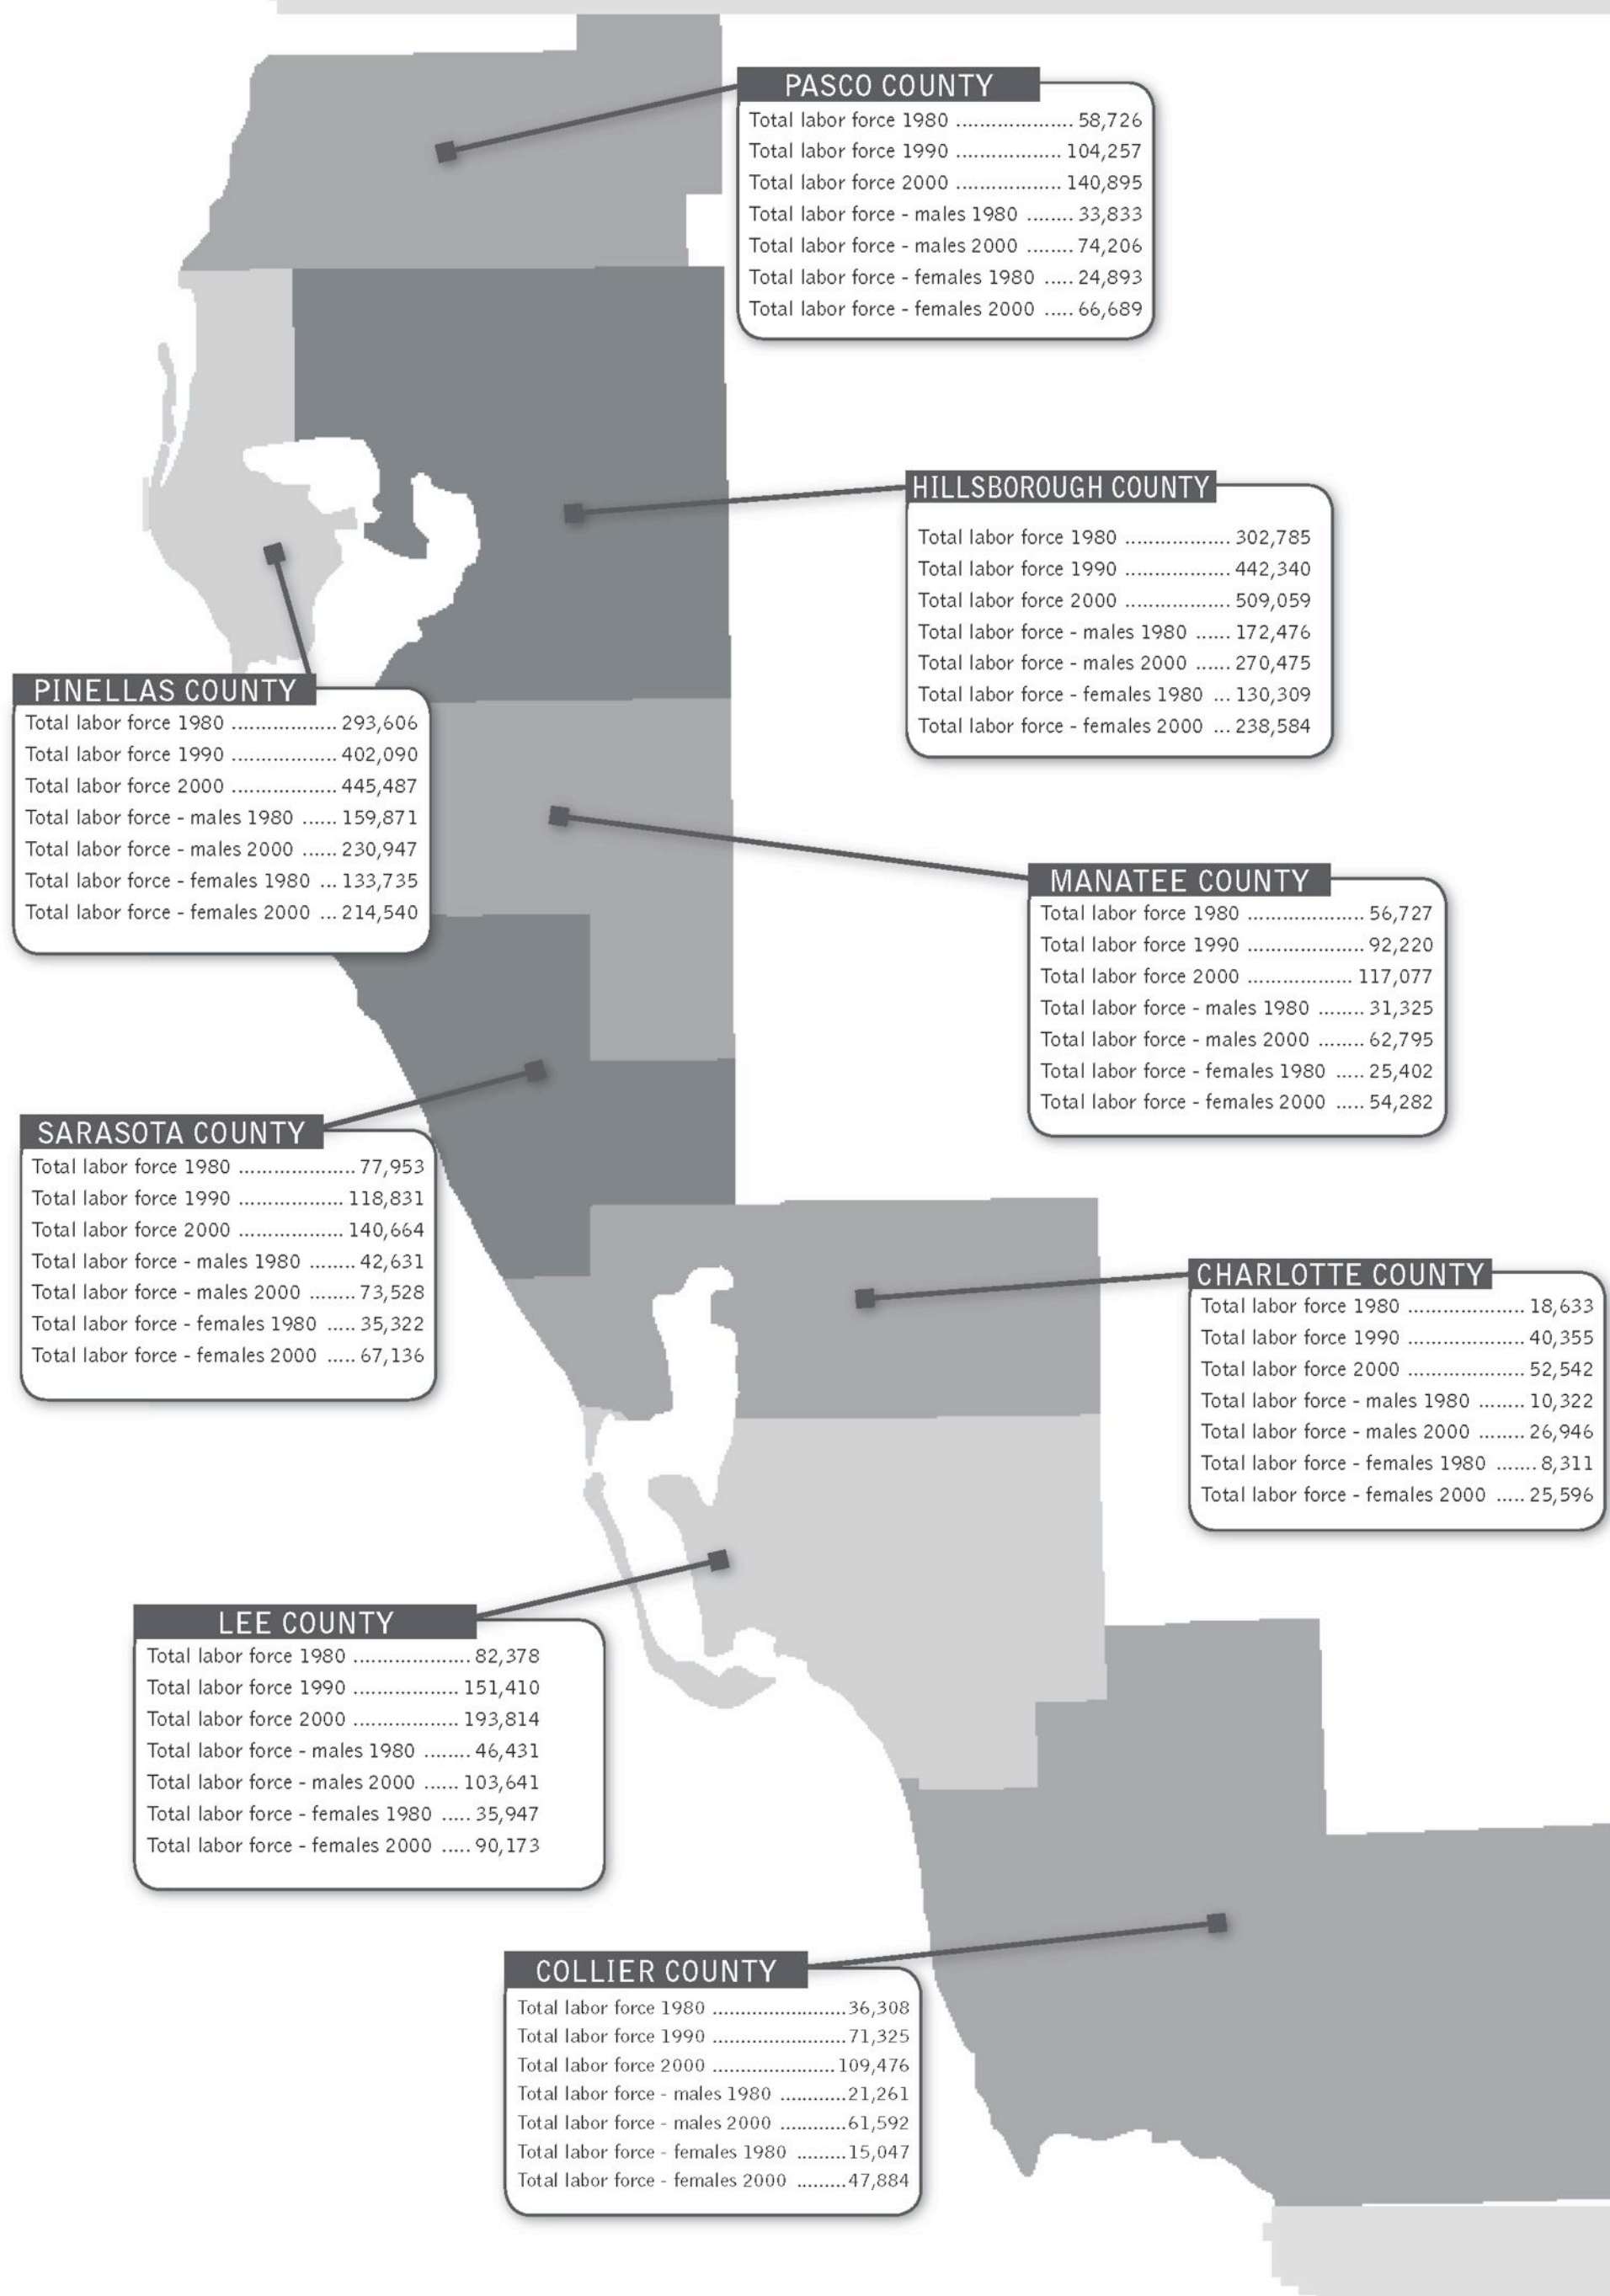 PASCO COUNTY
Total labor force 1980 .................... 58,726
Total labor force 1990 .................. 104,257
Total labor force 2000 .................. 140,895
Total labor force - males 1980 ........ 33,833
Total labor force - males 2000 ........ 74,206
Total labor force - females 1980 ..... 24,893
Total labor force - females 2000 ..... 66,689
HILLSBOROUGH COUNTY
Total labor force 1980 .................. 302,785
Total labor force 1990 .................. 442,340
Total labor force 2000 .................. 509,059
Total labor force - males 1980 ...... 172,476
Total labor force - males 2000 ...... 270,475
Total labor force - females 1980 ... 130,309
Total labor force - females 2000 ... 238,584
PINELLAS COUNTY
Total labor force 1980 .................. 293,606
Total labor force 1990 .................. 402,090
Total labor force 2000 .................. 445,487
Total labor force - males 1980 ...... 159,871
Total labor force - males 2000 ...... 230,947
Total labor force - females 1980 ... 133,735
Total labor force - females 2000 ... 214,540
MANATEE COUNTY
Total labor force 1980 .................... 56,727
Total labor force 1990 .................... 92,220
Total labor force 2000 .................. 117,077
Total labor force - males 1980 ........ 31,325
Total labor force - males 2000 ........ 62,795
Total labor force - females 1980 ..... 25,402
Total labor force - females 2000 ..... 54,282
SARASOTA COUNTY
Total labor force 1980 .................... 77,953
Total labor force 1990 .................. 118,831
Total labor force 2000 .................. 140,664
Total labor force - males 1980 ........ 42,631
Total labor force - males 2000 ........ 73,528
Total labor force - females 1980 ..... 35,322
Total labor force - females 2000 ..... 67,136
CHARLOTTE COUNTY
Total labor force 1980 .................... 18,633
Total labor force 1990 .................... 40,355
Total labor force 2000 .................... 52,542
Total labor force - males 1980 ........ 10,322
Total labor force - males 2000 ........ 26,946
Total labor force - females 1980 ....... 8,311
Total labor force - females 2000 ..... 25,596
LEE COUNTY
Total labor force 1980 .................... 82,378
Total labor force 1990 .................. 151,410
Total labor force 2000 .................. 193,814
Total labor force - males 1980 ........ 46,431
Total labor force - males 2000 ...... 103,641
Total labor force - females 1980 ..... 35,947
Total labor force - females 2000 ..... 90,173
COLLIER COUNTY
Total labor force 1980 .......................36,308
Total labor force 1990 .......................71,325
Total labor force 2000 .....................109,476
Total labor force - males 1980 ............21,261
Total labor force - males 2000 ............61,592
Total labor force - females 1980 .........15,047
Total labor force - females 2000 .........47,884